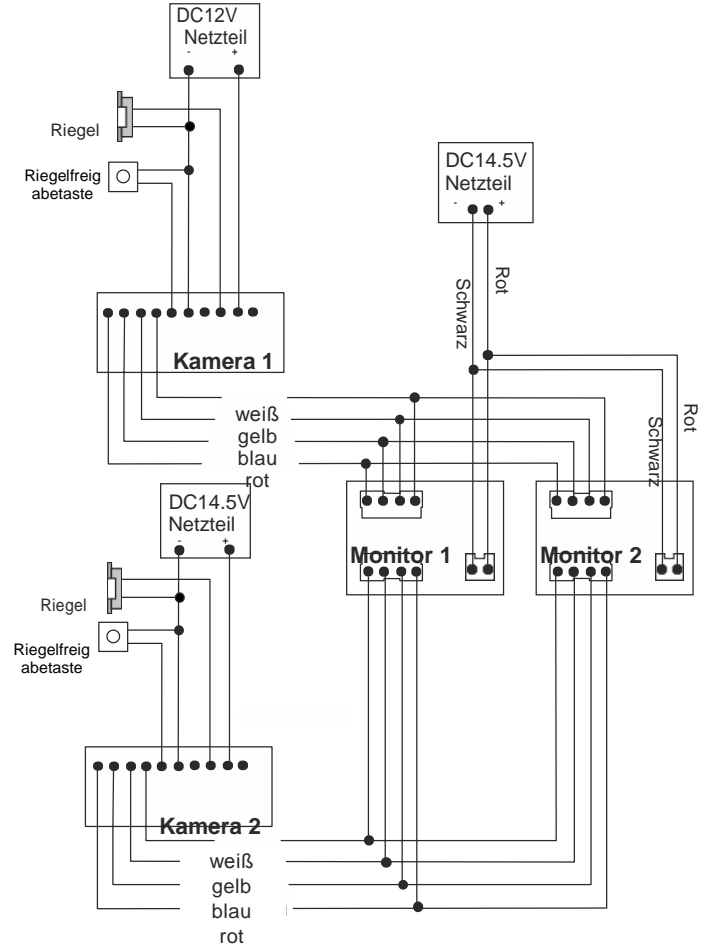 DC12V
Netzteil
- +
Riegel
Riegelfreig
abetaste
DC14.5V
Netzteil
- +
Schwarz
Rot
Kamera 1
weiß
gelb
blau
rot
Schwarz
Rot
DC14.5V
Netzteil
- +
Monitor 1
Monitor 2
Riegel
Riegelfreig
abetaste
Kamera 2
weiß
gelb
blau
rot